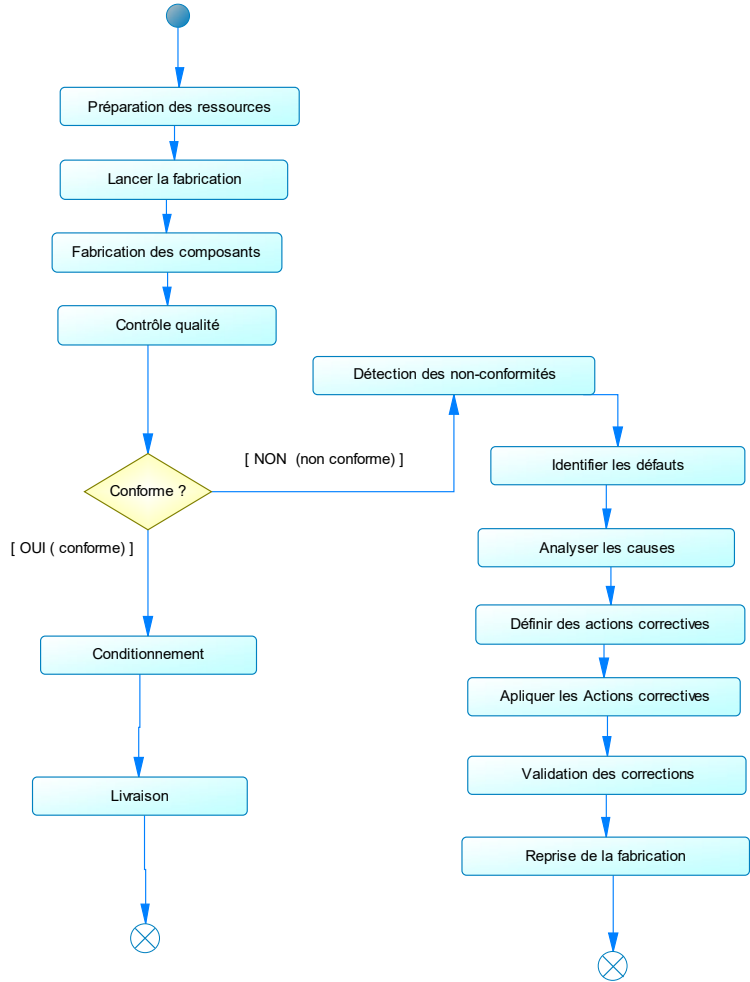 Préparation des ressources
Lancer la fabrication
Fabrication des composants
Contrôle qualité
Conforme ?
[ OUI ( conforme) ]
Conditionnement
Livraison
[ NON  (non conforme) ]
Détection des non-conformités
Identifier les défauts
Analyser les causes
Définir des actions correctives
Apliquer les Actions correctives
Validation des corrections
Reprise de la fabrication